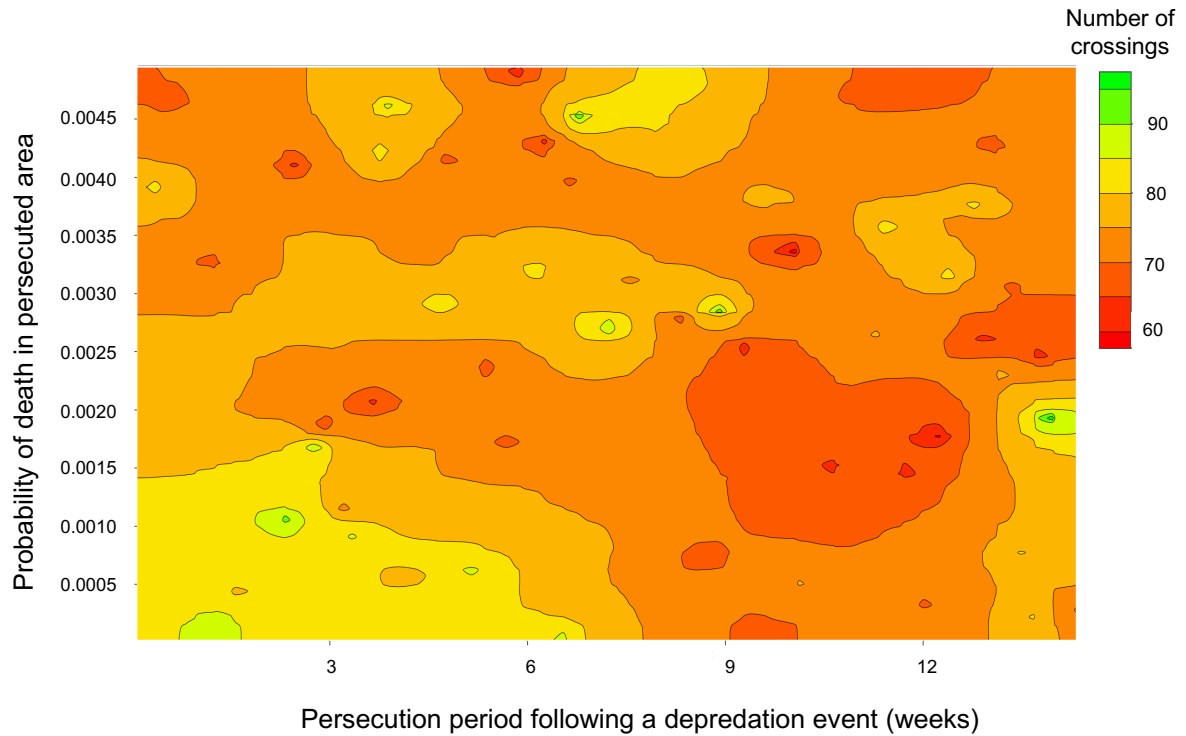 Number of
crossings
90
80
70
60
Probability of death in persecuted area
0.0045
0.0040
0.0035
0.0030
0.0025
0.0020
0.0015
0.0010
0.0005
3 6 9 12
Persecution period following a depredation event (weeks)